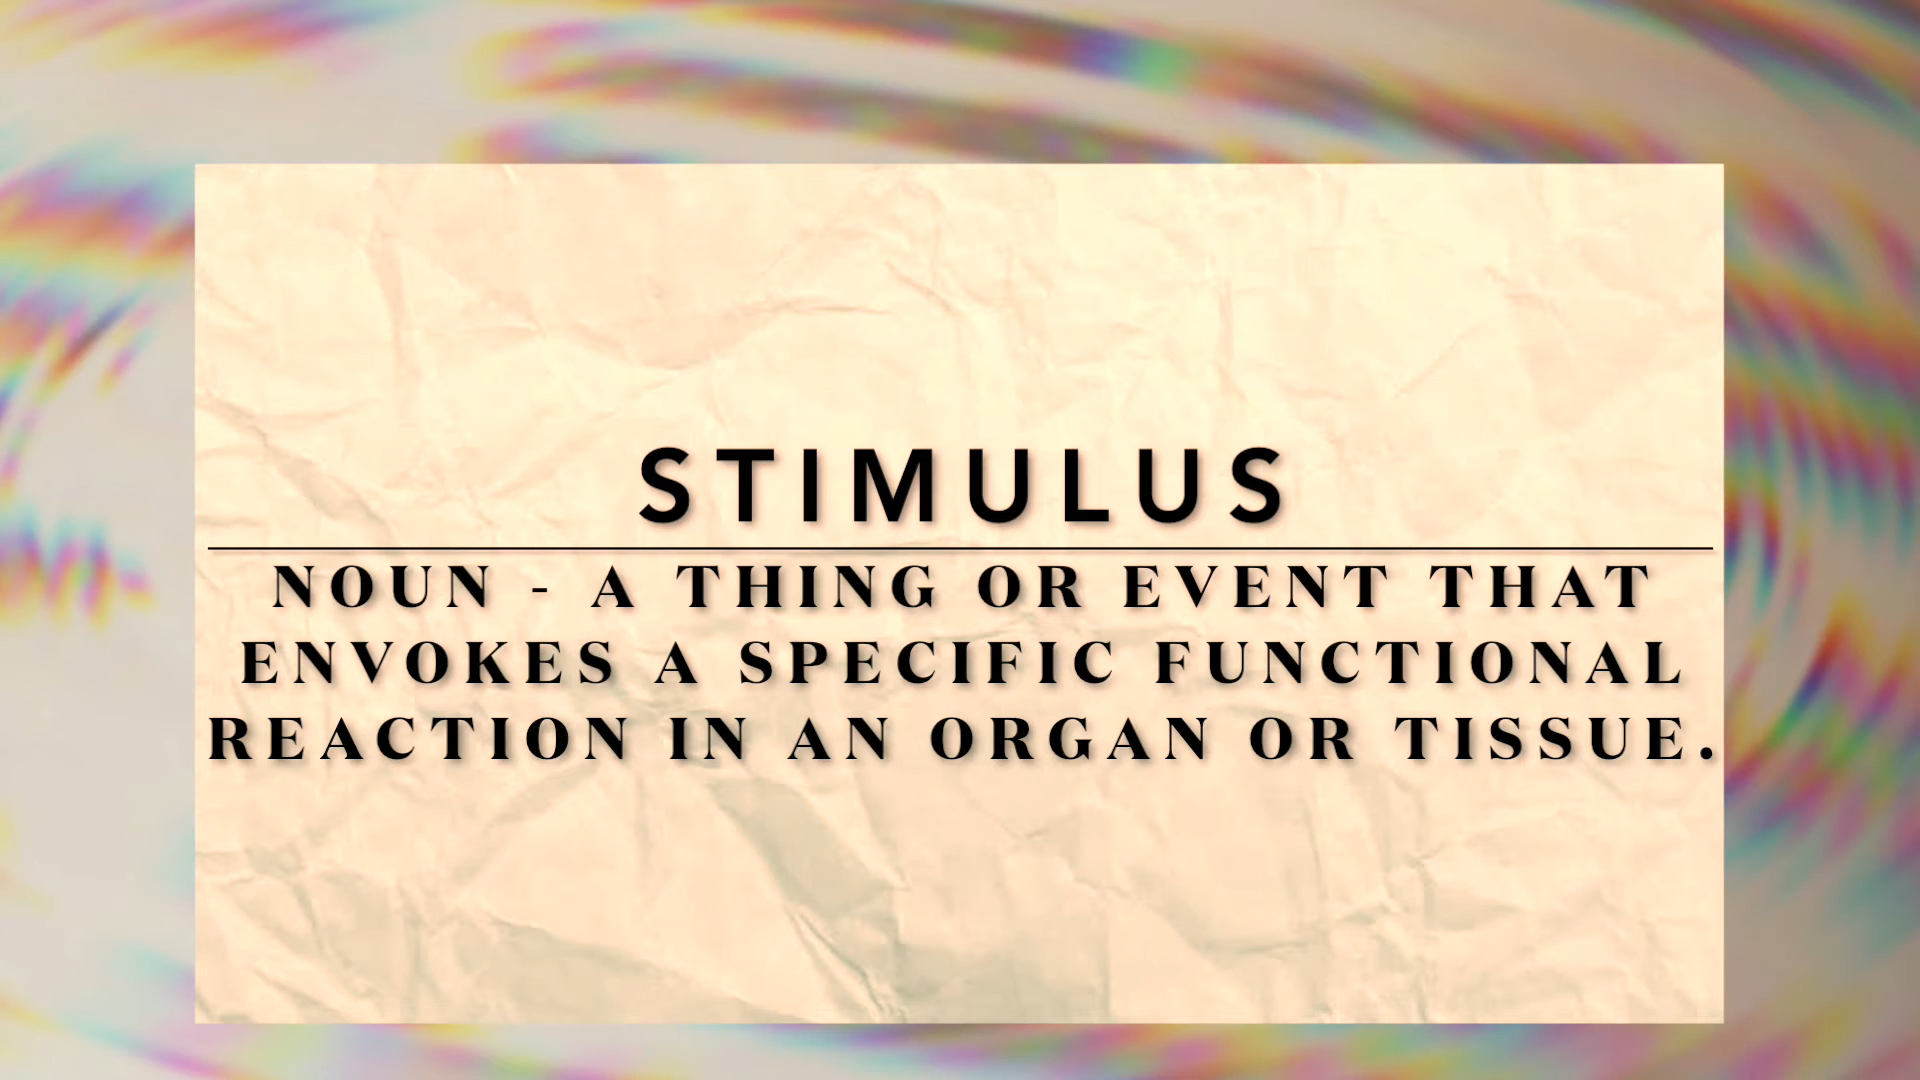 STIMULUS
NOUN - A THING OR EVENT THAT
ENVOKES A SPECIFIC FUNCTIONAL
REACTION IN AN ORGAN OR TISSUE.